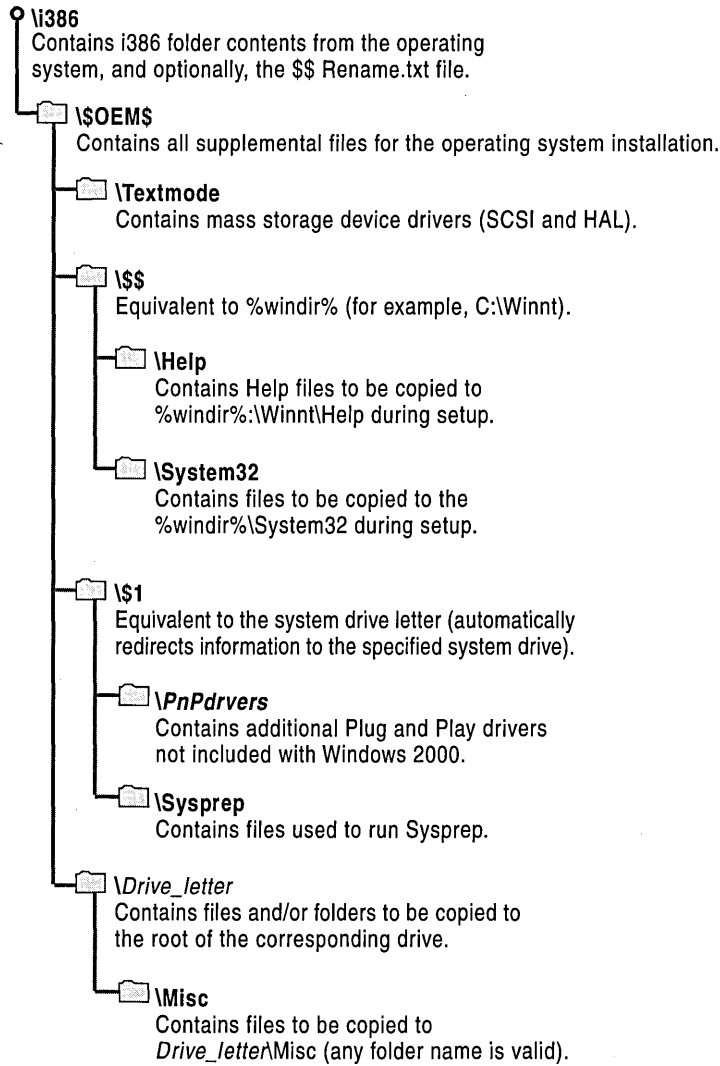 \i386
Contains i386 folder contents from the operating
system, and optionally, the $$ Rename.txt file.
\$OEM$
Contains all supplemental files for the operating system installation.
\Textmode
Contains mass storage device drivers (SCSI and HAL).
\$$
Equivalent to %windir% (for example, C:\Winnt).
\Help
Contains Help files to be copied to
%windir%:\Winnt\Help during setup.
\System32
Contains files to be copied to the
%windir%\System32 during setup.
\$1
Equivalent to the system drive letter (automatically
redirects information to the specified system drive).
\PnPdrvers
Contains additional Plug and Play drivers
not included with Windows 2000.
\Sysprep
Contains files used to run Sysprep.
\Drive_letter
Contains files and/or folders to be copied to
the root of the corresponding drive.
\Misc
Contains files to be copied to
Drive_letter\Misc (any folder name is valid).